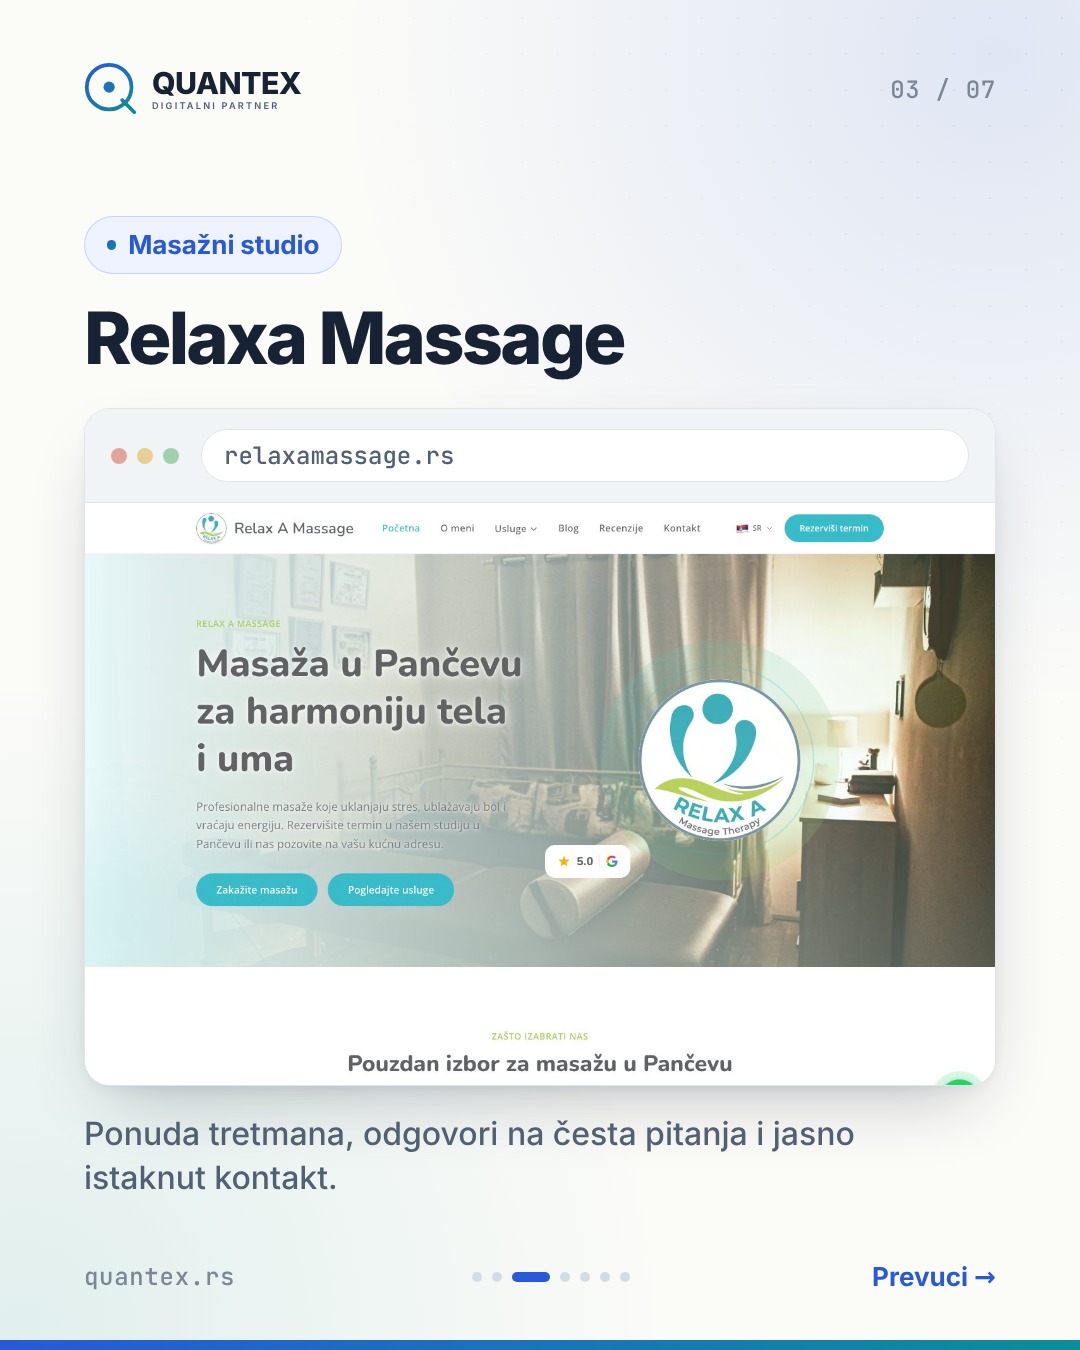 QUANTEX
DIGITALNI PARTNER
03 / 07
Masažni studio
Relaxa Massage
relaxamassage.rs
Relax A Massage
Početna
O meni
Usluge
Blog
Recenzije
Kontakt
SR
Rezerviši termin
RELAX A MASSAGE
Masaža u Pančevu
za harmoniju tela
i uma
Profesionalne masaže koje uklanjaju stres, ublažavaju bol i
vraćaju energiju. Rezervišite termin u našem studiju u
Pančevu ili nas pozovite na vašu kućnu adresu.
Zakažite masažu
Pogledajte usluge
RELAX A
Massage Therapy
5.0
ZAŠTO IZABRATI NAS
Pouzdan izbor za masažu u Pančevu
Ponuda tretmana, odgovori na česta pitanja i jasno
istaknut kontakt.
quantex.rs
Prevuci →